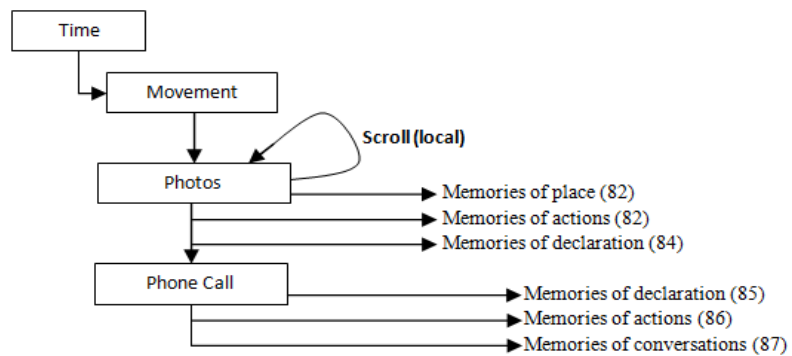 Time
Movement
Scroll (local)
Photos
Memories of place (82)
Memories of actions (82)
Memories of declaration (84)
Phone Call
Memories of declaration (85)
Memories of actions (86)
Memories of conversations (87)